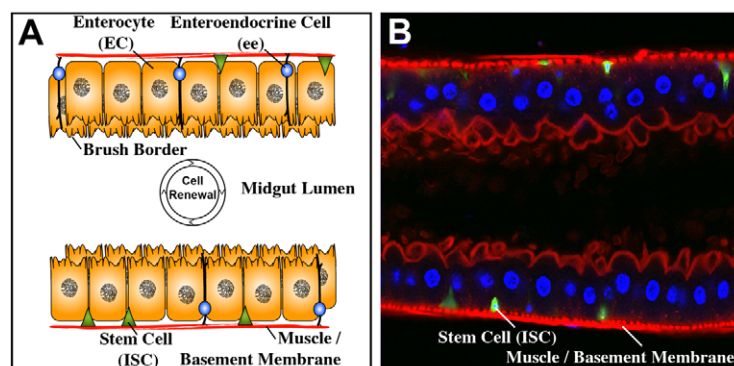 A
Enterocyte
(EC)
Enteroendocrine Cell
(ee)
Brush Border
Cell
Renewal
Midgut Lumen
Stem Cell
(ISC)
Muscle /
Basement Membrane
B
Stem Cell (ISC)
Muscle / Basement Membrane